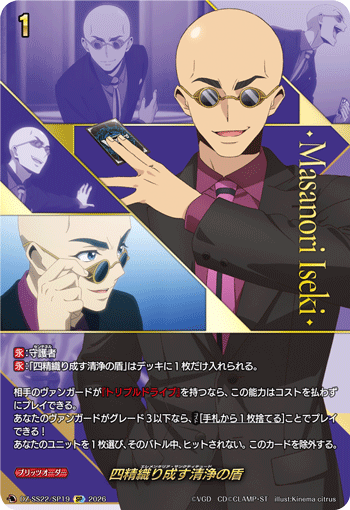 1
Masanori Iseki
永:守護者
永:「四精織り成す清浄の盾」はデッキに1枚だけ入れられる。
相手のヴァンガードが『トリプルドライブ』を持つなら、この能力はコストを払わず
にプレイできる。
あなたのヴァンガードがグレード3以下なら、[手札から1枚捨てる]ことでプレイ
できる!
あなたのユニットを1枚選び、そのバトル中、ヒットされない。このカードを除外する。
ブリッツオーダー
四精織り成す清浄の盾
DZ-SS22/SP19 SP 2026
©VGD CD©CLAMP・ST illust:Kinema citrus